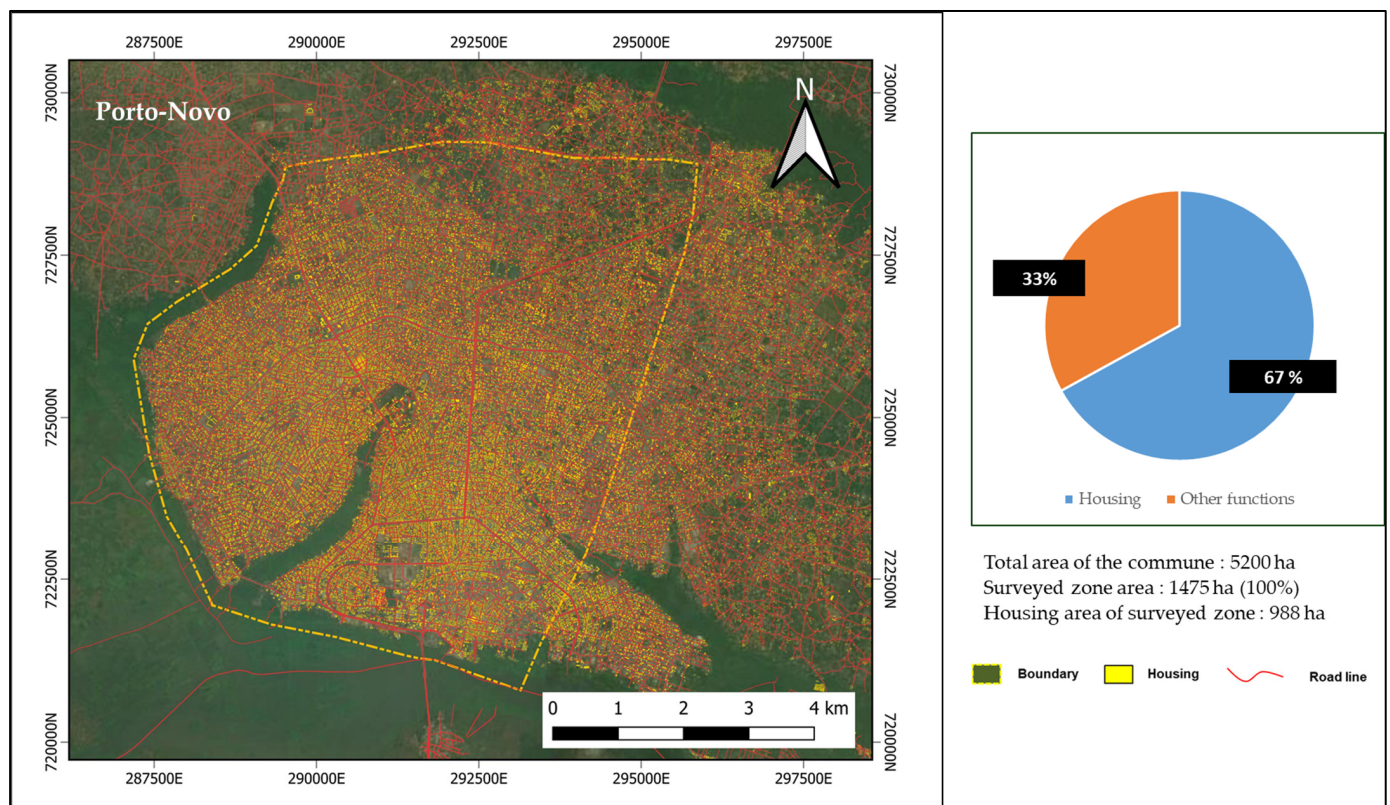 287500E 290000E 292500E 295000E 297500E
730000N
727500N
725000N
722500N
720000N
Porto-Novo
N
730000N
727500N
725000N
722500N
720000N
0 1 2 3 4 km
287500E 290000E 292500E 295000E 297500E
33%
67 %
Housing Other functions
Total area of the commune : 5200 ha
Surveyed zone area : 1475 ha (100%)
Housing area of surveyed zone : 988 ha
Boundary Housing Road line